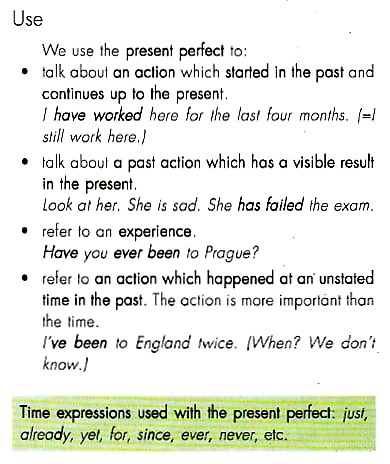 Use
We use the present perfect to:
• talk about an action which started in the past and
continues up to the present.
I have worked here for the last four months. (=I
still work here.)
• talk about a past action which has a visible result
in the present.
Look at her. She is sad. She has failed the exam.
• refer to an experience.
Have you ever been to Prague?
• refer to an action which happened at an unstated
time in the past. The action is more important than
the time.
I've been to England twice. (When? We don't
know.)
Time expressions used with the present perfect: just,
already, yet, for, since, ever, never, etc.